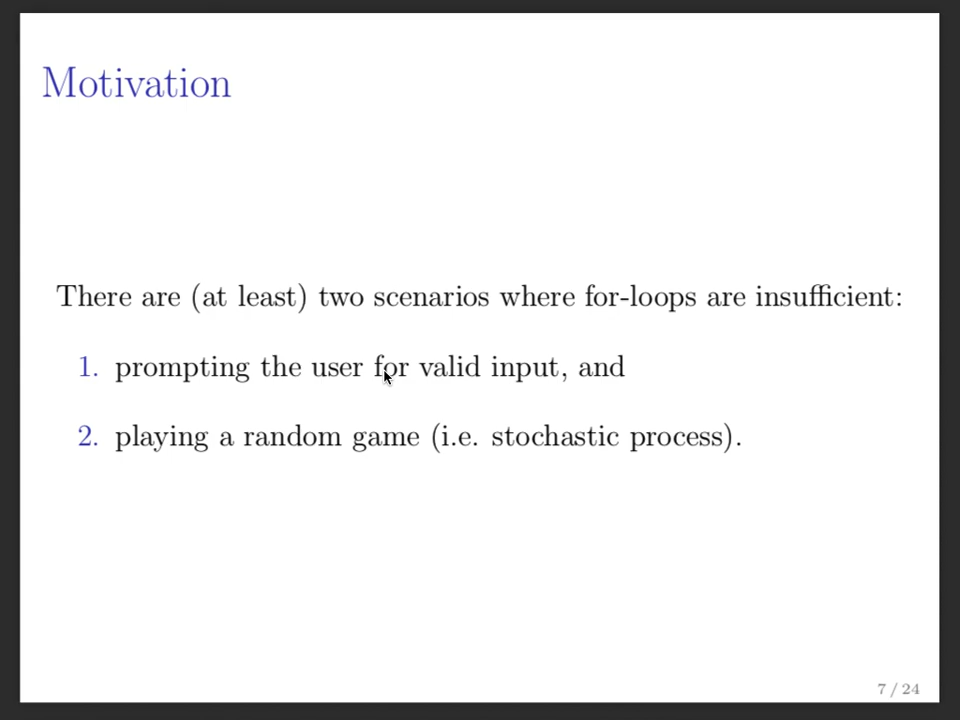 Motivation
There are (at least) two scenarios where for-loops are insufficient:
1. prompting the user for valid input, and
2. playing a random game (i.e. stochastic process).
7 / 24